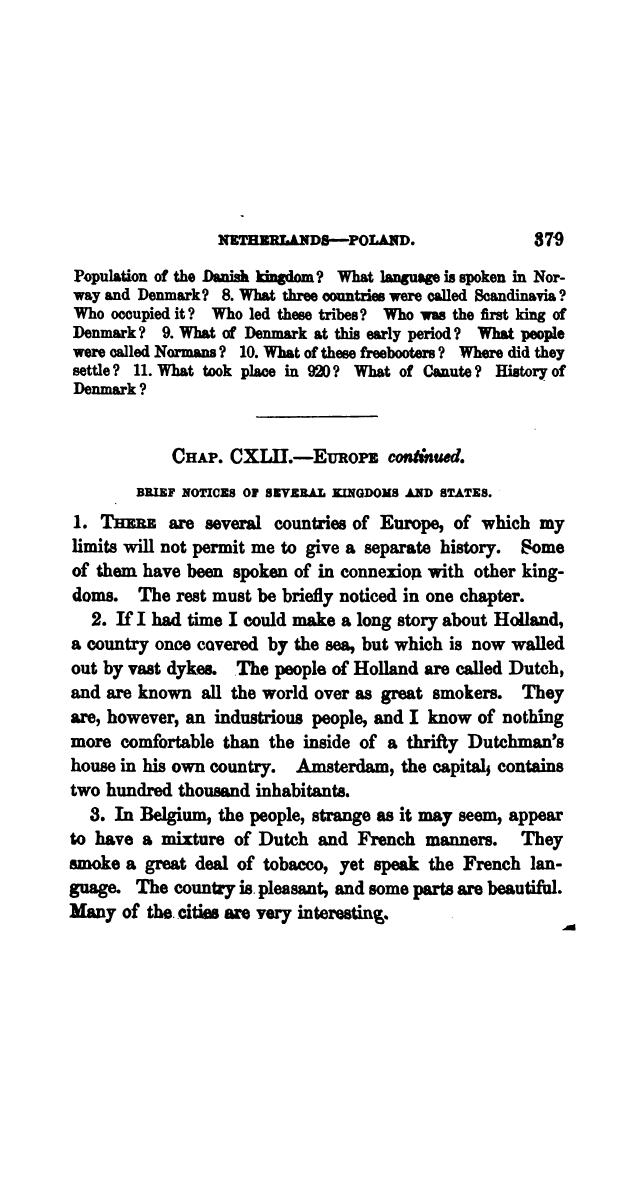 NETHERLANDS—POLAND. 379
Population of the Danish kingdom? What language is spoken in Nor-
way and Denmark? 8. What three countries were called Scandinavia?
Who occupied it? Who led these tribes? Who was the first king of
Denmark? 9. What of Denmark at this early period? What people
were called Normans? 10. What of these freebooters? Where did they
settle? 11. What took place in 920? What of Canute? History of
Denmark?
CHAP. CXLII.—EUROPE continued.
BRIEF NOTICES OF SEVERAL KINGDOMS AND STATES.
1. THERE are several countries of Europe, of which my
limits will not permit me to give a separate history. Some
of them have been spoken of in connexion with other king-
doms. The rest must be briefly noticed in one chapter.
2. If I had time I could make a long story about Holland,
a country once covered by the sea, but which is now walled
out by vast dykes. The people of Holland are called Dutch,
and are known all the world over as great smokers. They
are, however, an industrious people, and I know of nothing
more comfortable than the inside of a thrifty Dutchman's
house in his own country. Amsterdam, the capital, contains
two hundred thousand inhabitants.
3. In Belgium, the people, strange as it may seem, appear
to have a mixture of Dutch and French manners. They
smoke a great deal of tobacco, yet speak the French lan-
guage. The country is pleasant, and some parts are beautiful.
Many of the cities are very interesting.